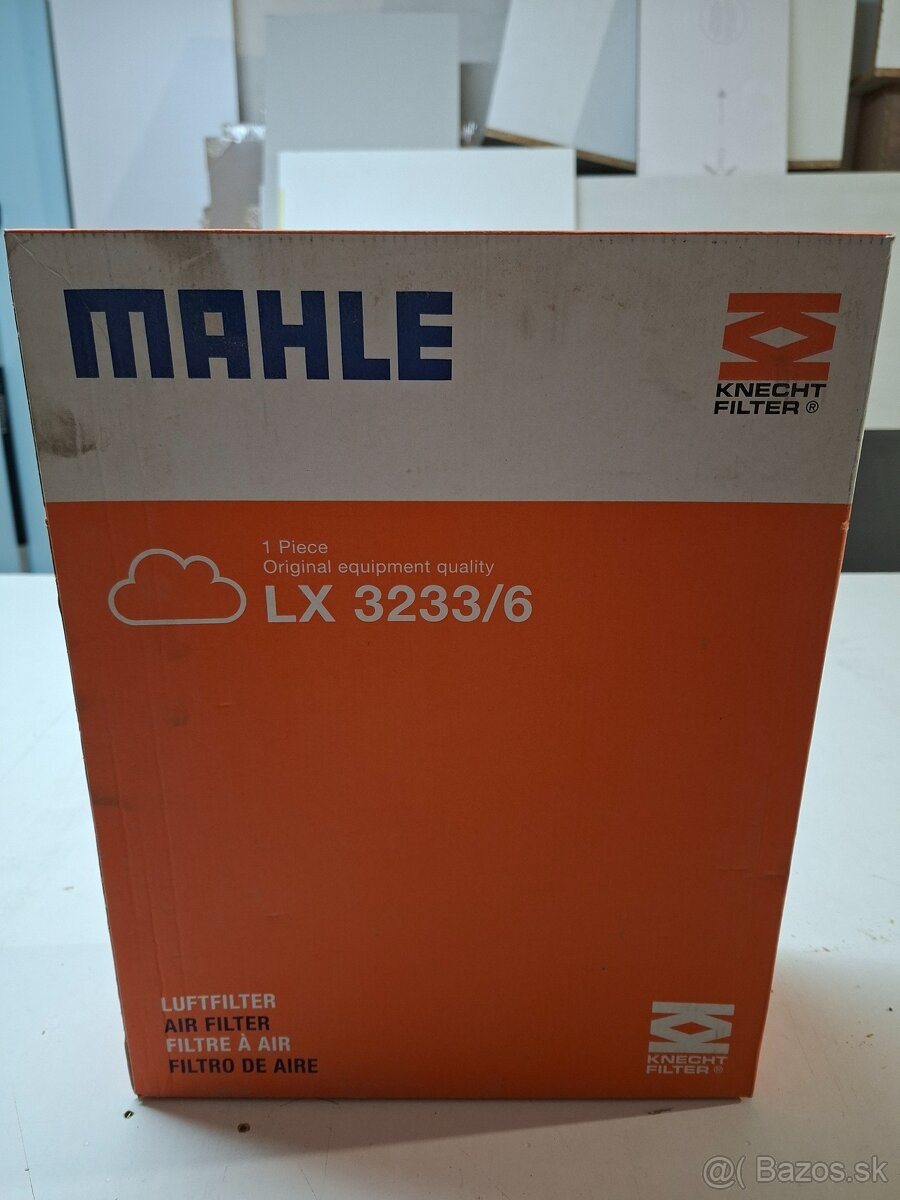 MAHLE
KNECHT
FILTER ®
1 Piece
Original equipment quality
LX 3233/6
LUFTFILTER
AIR FILTER
FILTRE À AIR
FILTRO DE AIRE
KNECHT
FILTER ®
@( Bazos.sk